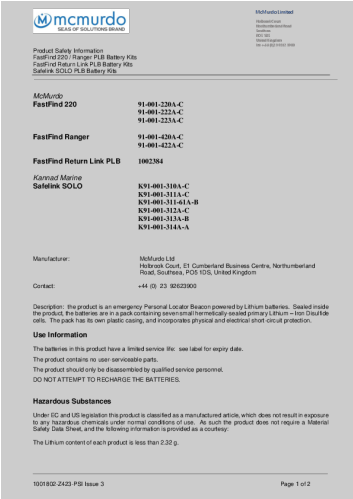 mcmurdo
SEAS OF SOLUTIONS BRAND
McMurdo Limited
Product Safety Information
FastFind 220 / Ranger PLB Battery Kits
FastFind Return Link PLB Battery Kits
Safelink SOLO PLB Battery Kits
McMurdo
FastFind 220 91-001-220A-C
91-001-222A-C
91-001-223A-C
FastFind Ranger 91-001-420A-C
91-001-422A-C
FastFind Return Link PLB 1002384
Kannad Marine
Safelink SOLO K91-001-310A-C
K91-001-311A-C
K91-001-311-61A-B
K91-001-312A-C
K91-001-313A-B
K91-001-314A-A
Manufacturer: McMurdo Ltd
Holbrook Court, E1 Cumberland Business Centre, Northumberland
Road, Southsea, PO5 1DS, United Kingdom
Contact: +44 (0) 23 92623900
Description: the product is an emergency Personal Locator Beacon powered by Lithium batteries. Sealed inside
the product, the batteries are in a pack containing seven small hermetically-sealed primary Lithium – Iron Disulfide
cells. The pack has its own plastic casing, and incorporates physical and electrical short-circuit protection.
Use Information
The batteries in this product have a limited service life: see label for expiry date.
The product contains no user-serviceable parts.
The product should only be disassembled by qualified service personnel.
DO NOT ATTEMPT TO RECHARGE THE BATTERIES.
Hazardous Substances
Under EC and US legislation this product is classified as a manufactured article, which does not result in exposure
to any hazardous chemicals under normal conditions of use. As such the product does not require a Material
Safety Data Sheet, and the following information is provided as a courtesy:
The Lithium content of each product is less than 2.32 g.
1001802-Z423-PSI Issue 3 Page 1 of 2